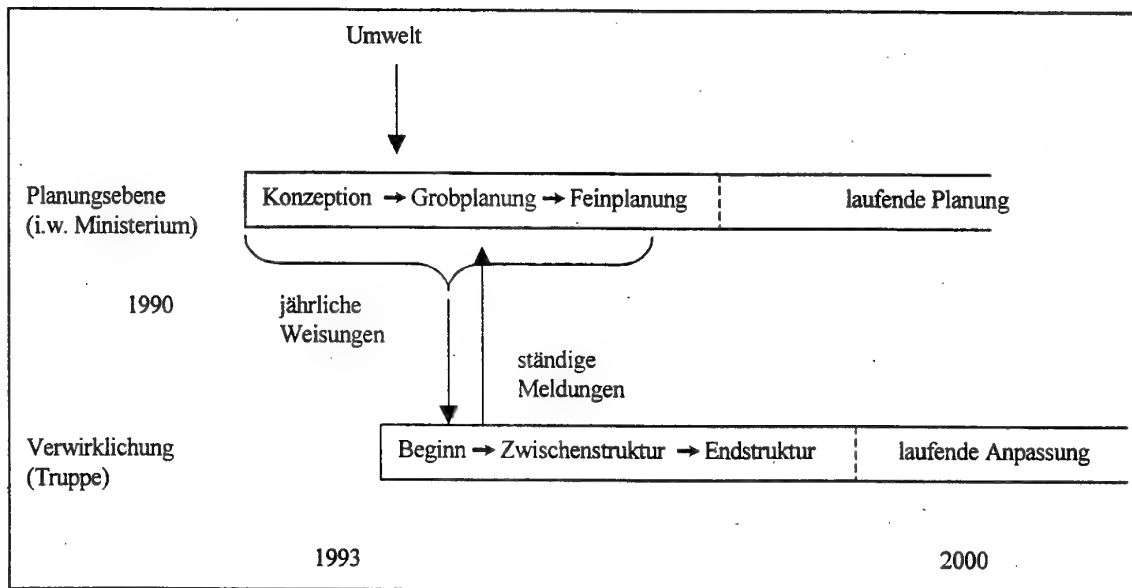 Umwelt
Planungsebene
(i.w. Ministerium)
Konzeption → Grobplanung → Feinplanung
laufende Planung
1990
jährliche
Weisungen
ständige
Meldungen
Verwirklichung
(Truppe)
Beginn → Zwischenstruktur → Endstruktur
laufende Anpassung
1993
2000